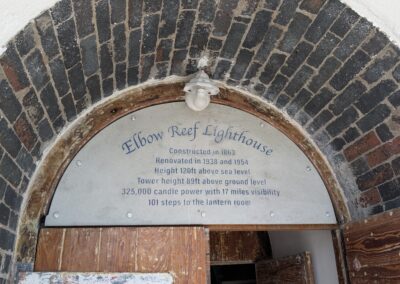 Elbow Reef Lighthouse
Constructed in 1863
Renovated in 1938 and 1954
Height 120ft above sea level
Tower height 89ft above ground level
325,000 candle power with 17 miles visibility
101 steps to the lantern room